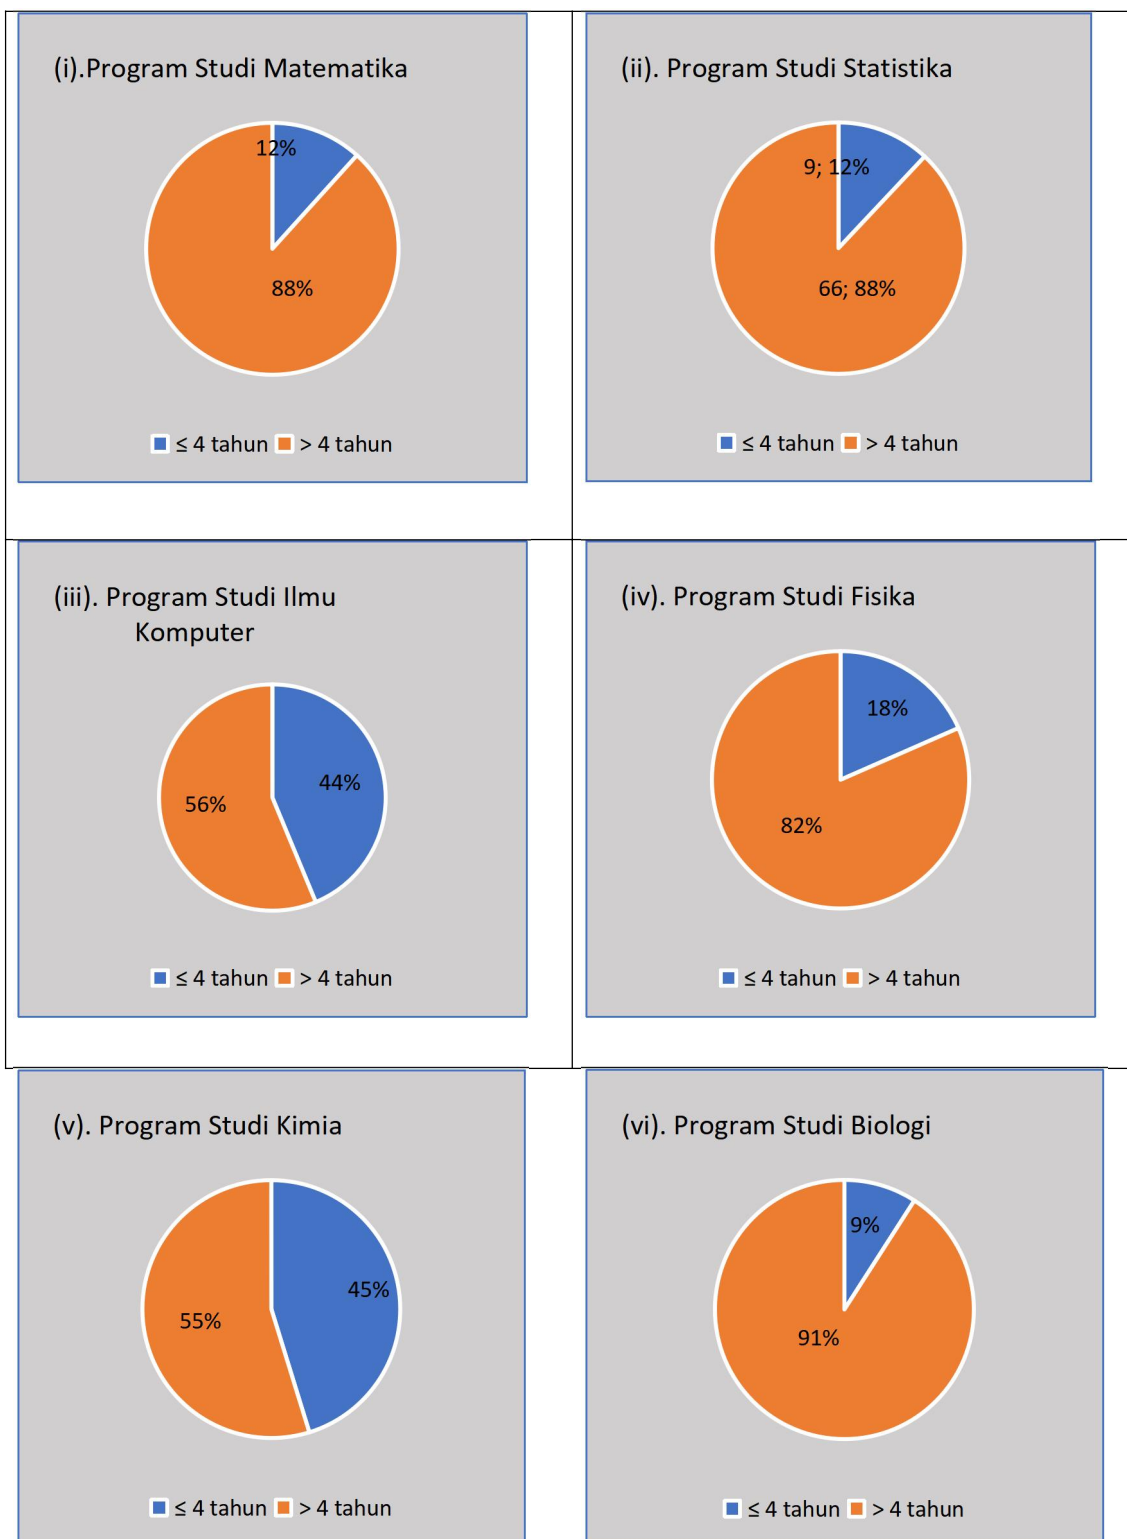 (i).Program Studi Matematika
12%
88%
≤ 4 tahun > 4 tahun
(ii). Program Studi Statistika
9; 12%
66; 88%
≤ 4 tahun > 4 tahun
(iii). Program Studi Ilmu
Komputer
44%
56%
≤ 4 tahun > 4 tahun
(iv). Program Studi Fisika
18%
82%
≤ 4 tahun > 4 tahun
(v). Program Studi Kimia
45%
55%
≤ 4 tahun > 4 tahun
(vi). Program Studi Biologi
9%
91%
≤ 4 tahun > 4 tahun